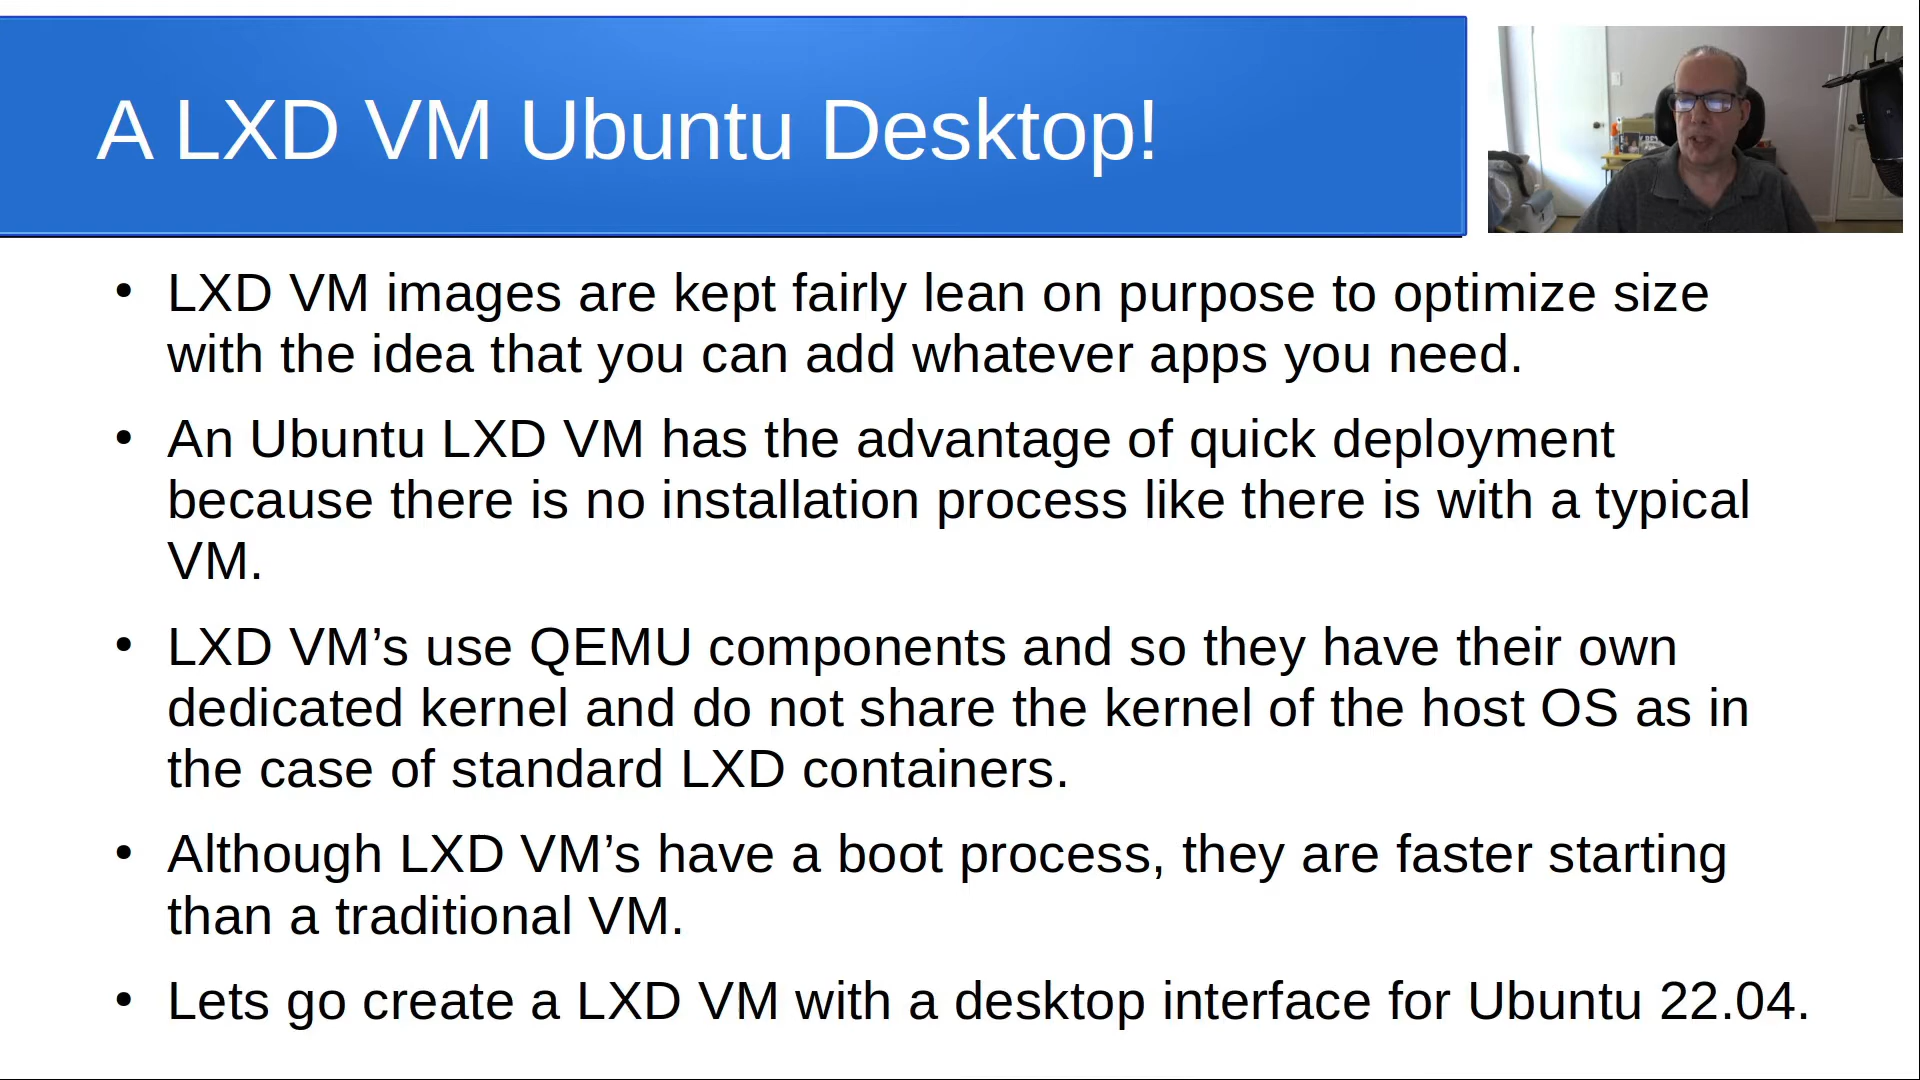 A LXD VM Ubuntu Desktop!
• LXD VM images are kept fairly lean on purpose to optimize size
with the idea that you can add whatever apps you need.
• An Ubuntu LXD VM has the advantage of quick deployment
because there is no installation process like there is with a typical
VM.
• LXD VM’s use QEMU components and so they have their own
dedicated kernel and do not share the kernel of the host OS as in
the case of standard LXD containers.
• Although LXD VM’s have a boot process, they are faster starting
than a traditional VM.
• Lets go create a LXD VM with a desktop interface for Ubuntu 22.04.